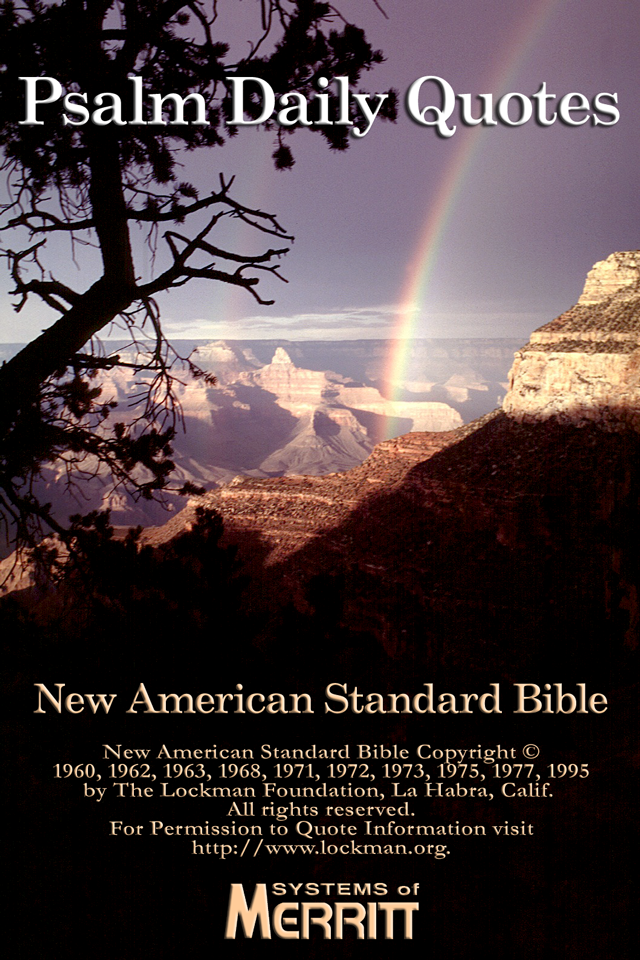 Psalm Daily Quotes
New American Standard Bible
New American Standard Bible Copyright ©
1960, 1962, 1963, 1968, 1971, 1972, 1973, 1975, 1977, 1995
by The Lockman Foundation, La Habra, Calif.
All rights reserved.
For Permission to Quote Information visit
http://www.lockman.org.
SYSTEMS of
MERRITT